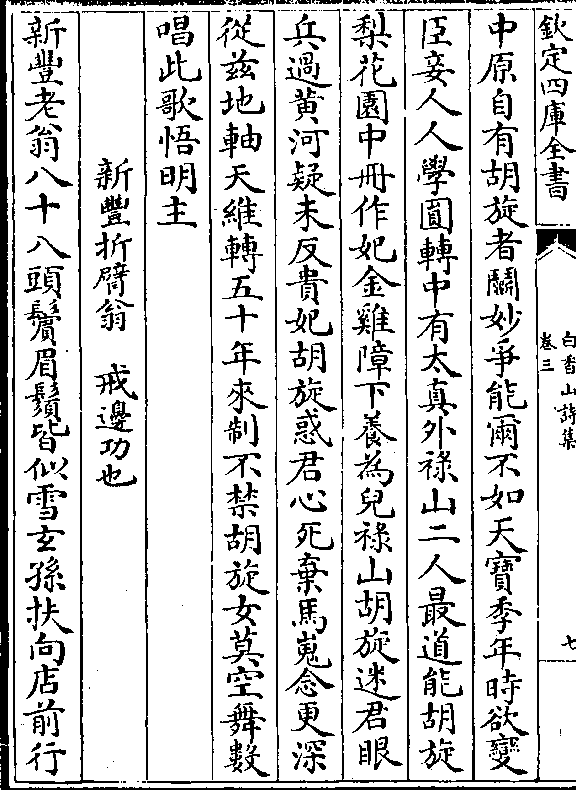 欽定四庫全書
白香山詩集
卷三
七
中原自有胡旋者鬭妙爭能爾不如天寶季年時欲變
臣妾人人學圎轉中有太真外祿山二人最道能胡旋
梨花園中冊作妃金雞障下養為兒祿山胡旋迷君眼
兵過黄河疑未反貴妃胡旋惑君心死棄馬嵬念更深
從兹地軸天維轉五十年來制不禁胡旋女莫空舞數
唱此歌悟明主
新豐折臂翁 戒邊功也
新豐老翁八十八頭鬢眉鬚皆似雪玄孫扶向店前行